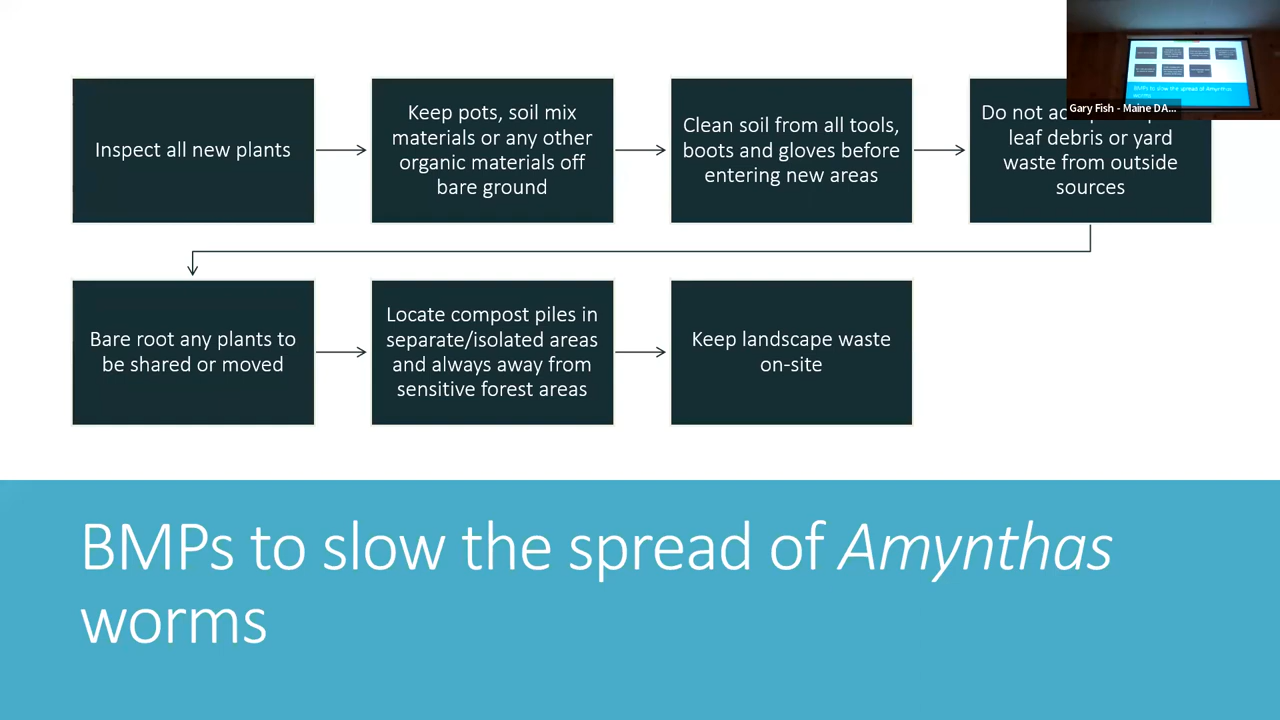 Inspect all new plants
Keep pots, soil mix
materials or any other
organic materials off
bare ground
Clean soil from all tools,
boots and gloves before
entering new areas
Do not
leaf debris or yard
waste from outside
sources
Gary Fish - Maine DA...
Bare root any plants to
be shared or moved
Locate compost piles in
separate/isolated areas
and always away from
sensitive forest areas
Keep landscape waste
on-site
BMPs to slow the spread of Amynthas
worms